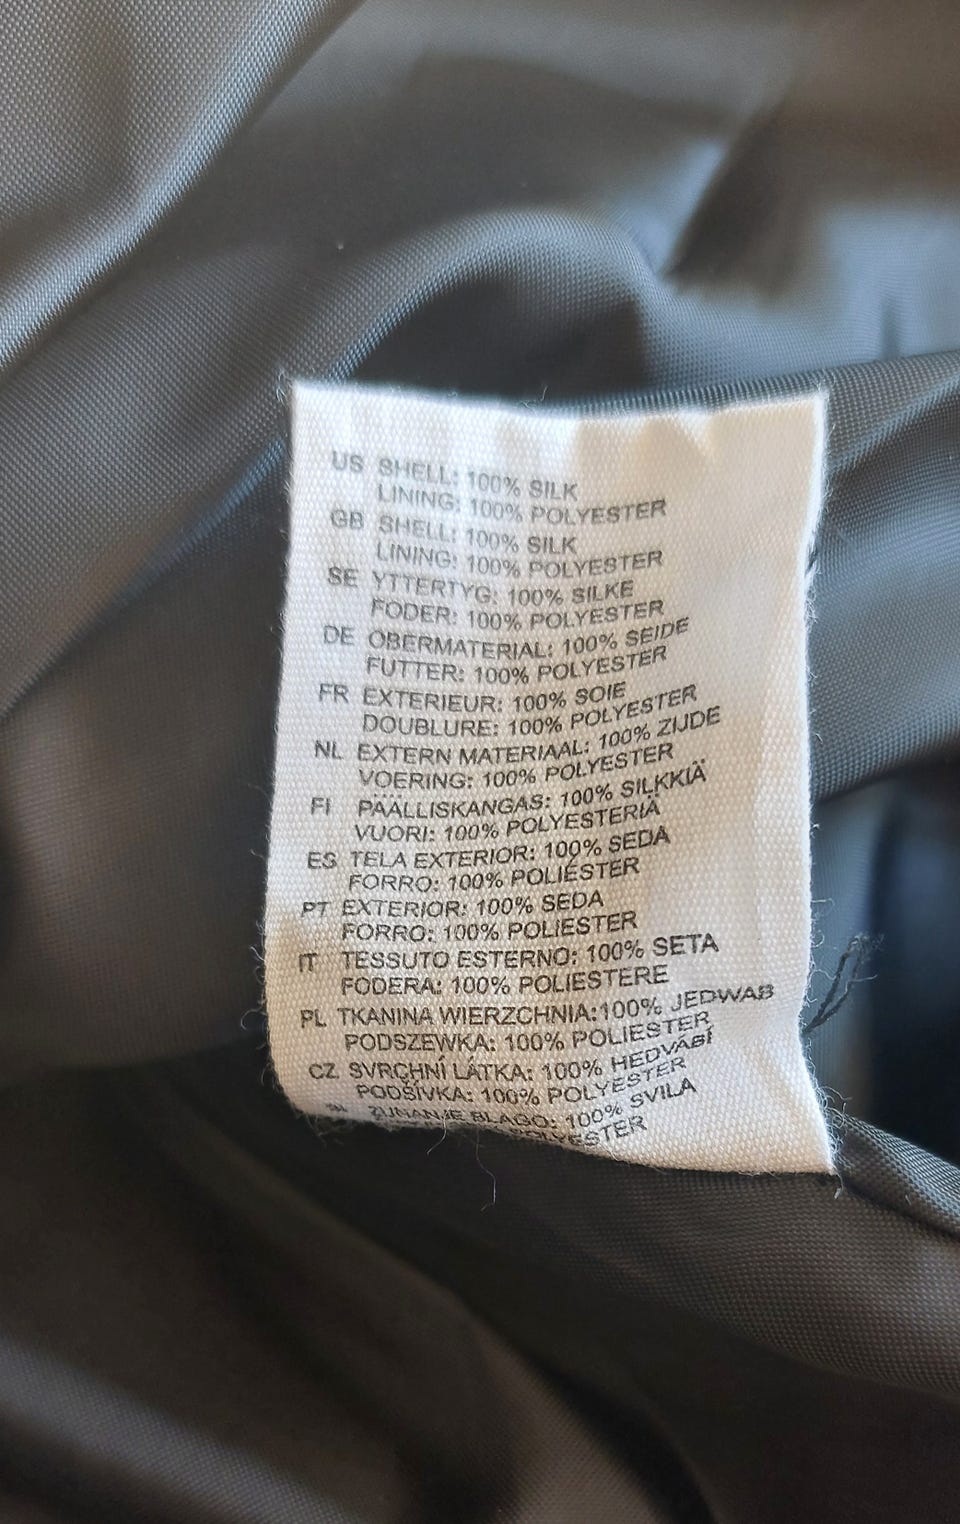 US SHELL: 100% SILK
LINING: 100% POLYESTER
GB SHELL: 100% SILK
LINING: 100% POLYESTER
SE YTTERTYG: 100% SILKE
FODER: 100% POLYESTER
DE OBERMATERIAL: 100% SEIDE
FUTTER: 100% POLYESTER
FR EXTERIEUR: 100% SOIE
DOUBLURE: 100% POLYESTER
NL EXTERN MATERIAAL: 100% ZIJDE
VOERING: 100% POLYESTER
FI PÄÄLLISKANGAS: 100% SILKKIÄ
VUORI: 100% POLYESTERIÄ
ES TELA EXTERIOR: 100% SEDA
FORRO: 100% POLIÉSTER
PT EXTERIOR: 100% SEDA
FORRO: 100% POLIESTER
IT TESSUTO ESTERNO: 100% SETA
FODERA: 100% POLIESTERE
PL TKANINA WIERZCHNIA:100% JEDWAB
PODSZEWKA: 100% POLIESTER
CZ SVRCHNÍ LÁTKA: 100% HEDVÁBÍ
PODŠÍVKA: 100% POLYESTER
ZUNANJE BLAGO: 100% SVILA
POLYESTER